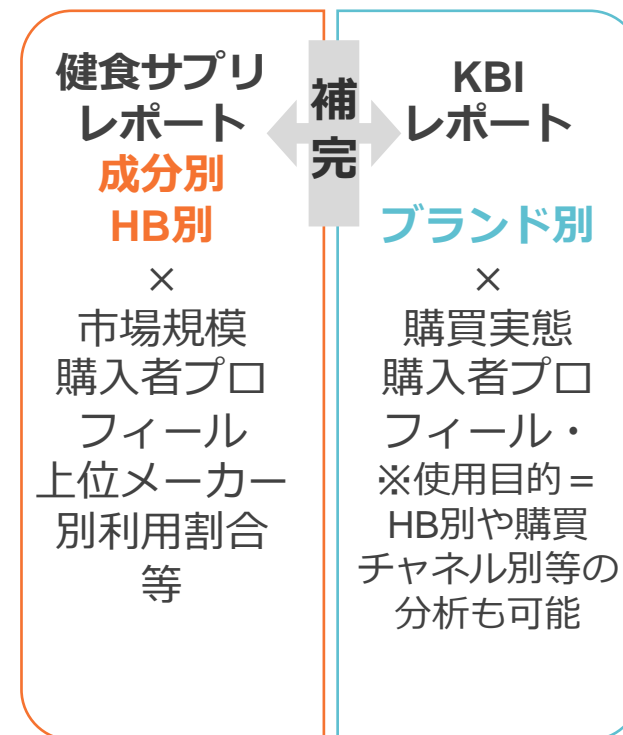 健食サプリ
レポート
成分別
HB別
×
市場規模
購入者プロ
フィール
上位メーカー
別利用割合
等
補
完
KBI
レポート
ブランド別
×
購買実態
購入者プロ
フィール・
※使用目的＝
HB別や購買
チャネル別等の
分析も可能